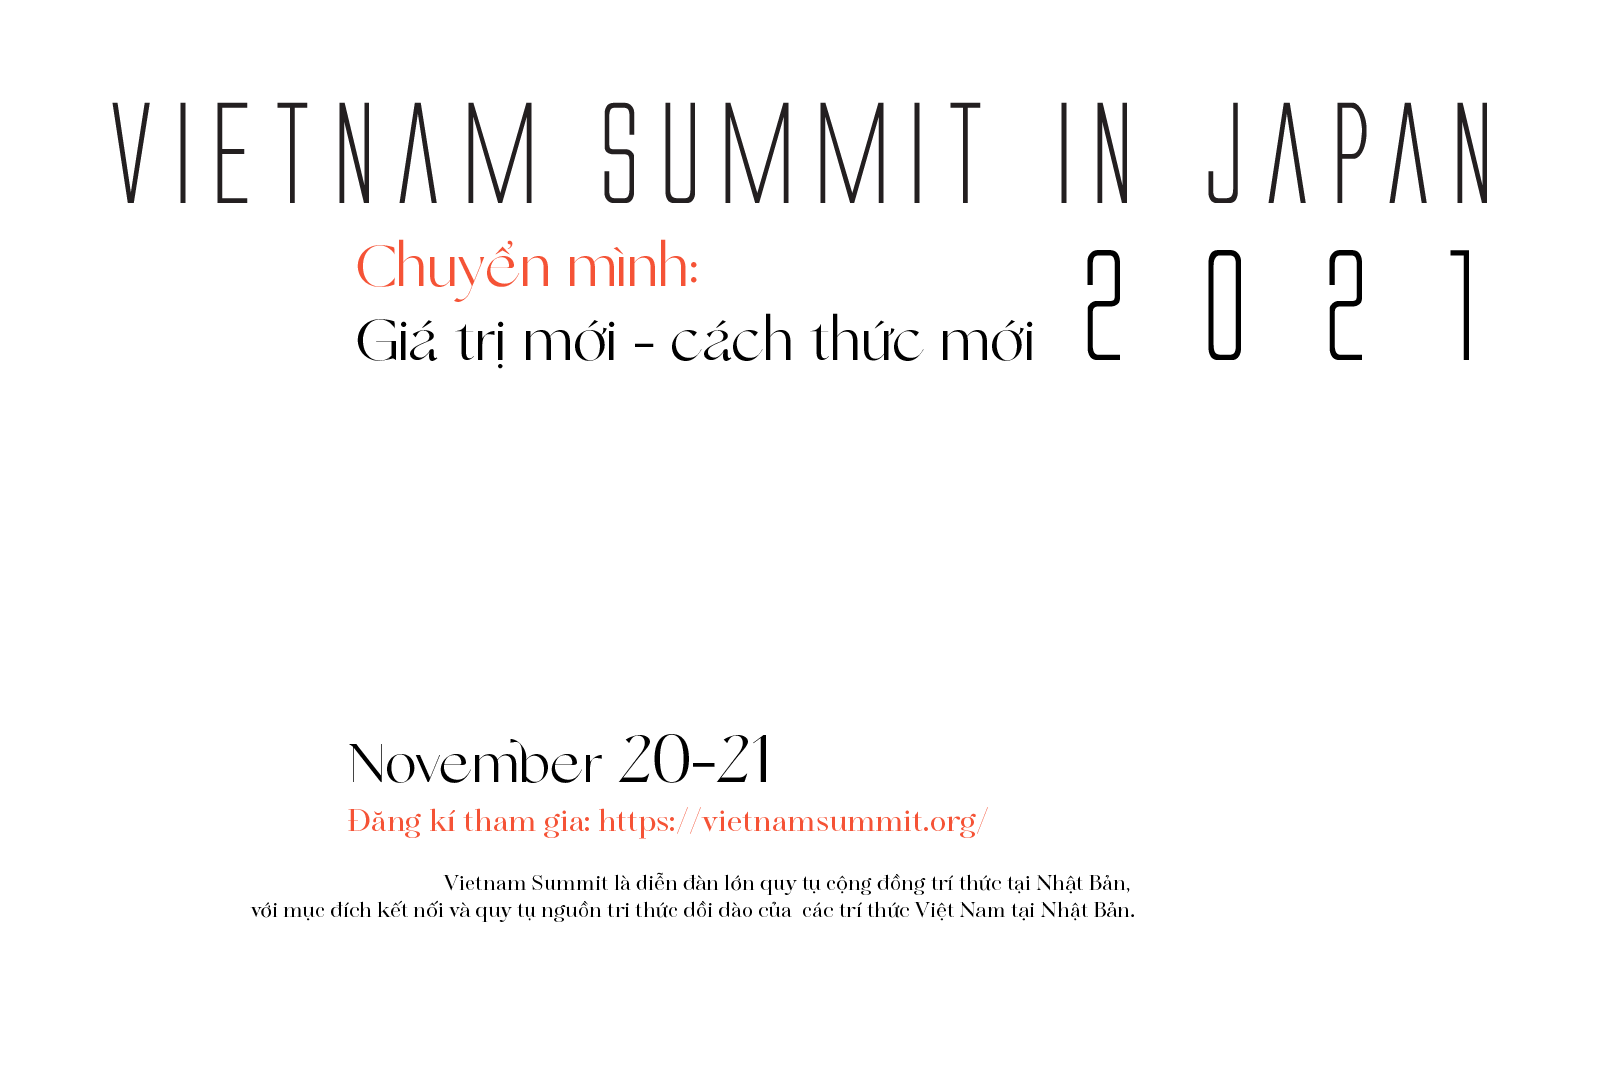 VIETNAM SUMMIT IN JAPAN
2021
Chuyển mình:
Giá trị mới - cách thức mới
November 20-21
Đăng kí tham gia: https://vietnamsummit.org/
Vietnam Summit là diễn đàn lớn quy tụ cộng đồng trí thức tại Nhật Bản,
với mục đích kết nối và quy tụ nguồn tri thức dồi dào của các trí thức Việt Nam tại Nhật Bản.